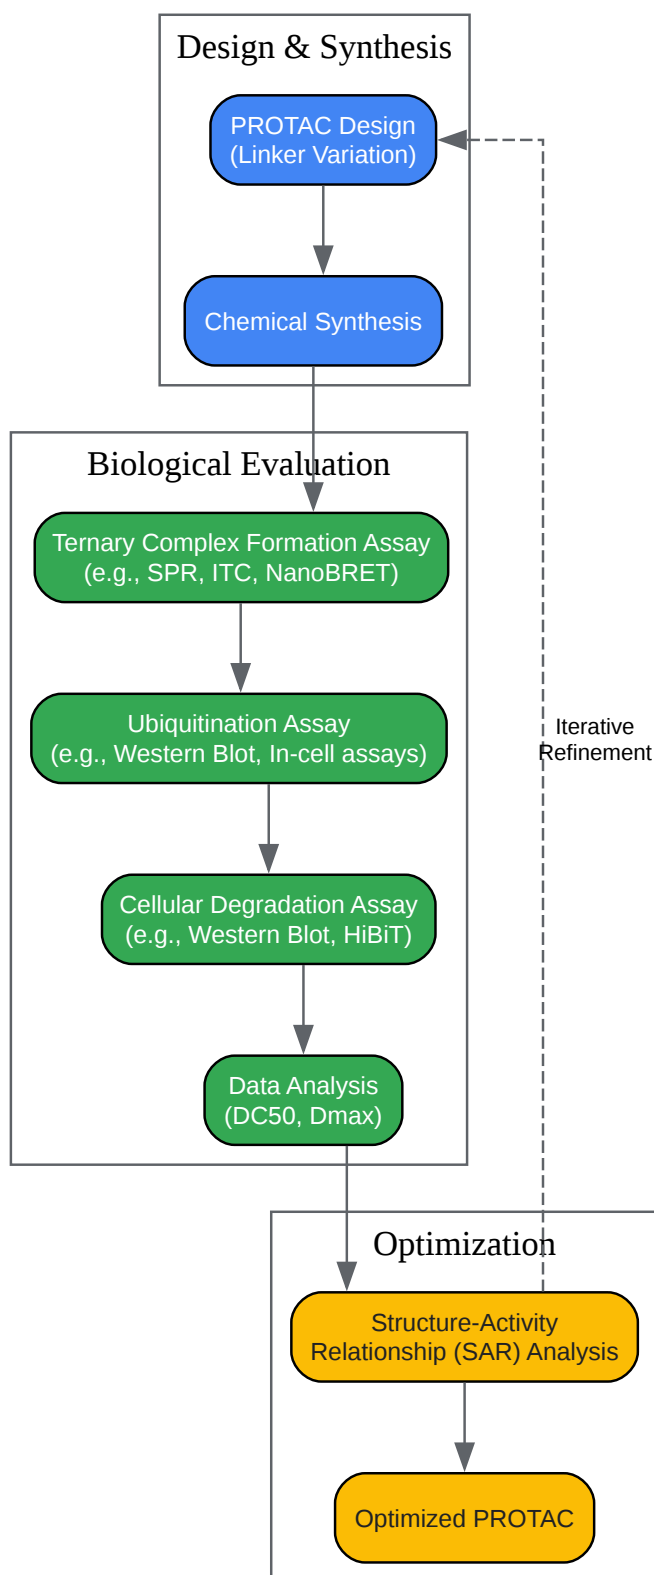 Design & Synthesis
PROTAC Design
(Linker Variation)
Chemical Synthesis
Biological Evaluation
Ternary Complex Formation Assay
(e.g., SPR, ITC, NanoBRET)
Ubiquitination Assay
(e.g., Western Blot, In-cell assays)
Iterative
Refinement
Cellular Degradation Assay
(e.g., Western Blot, HiBiT)
Data Analysis
(DC50, Dmax)
Optimization
Structure-Activity
Relationship (SAR) Analysis
Optimized PROTAC